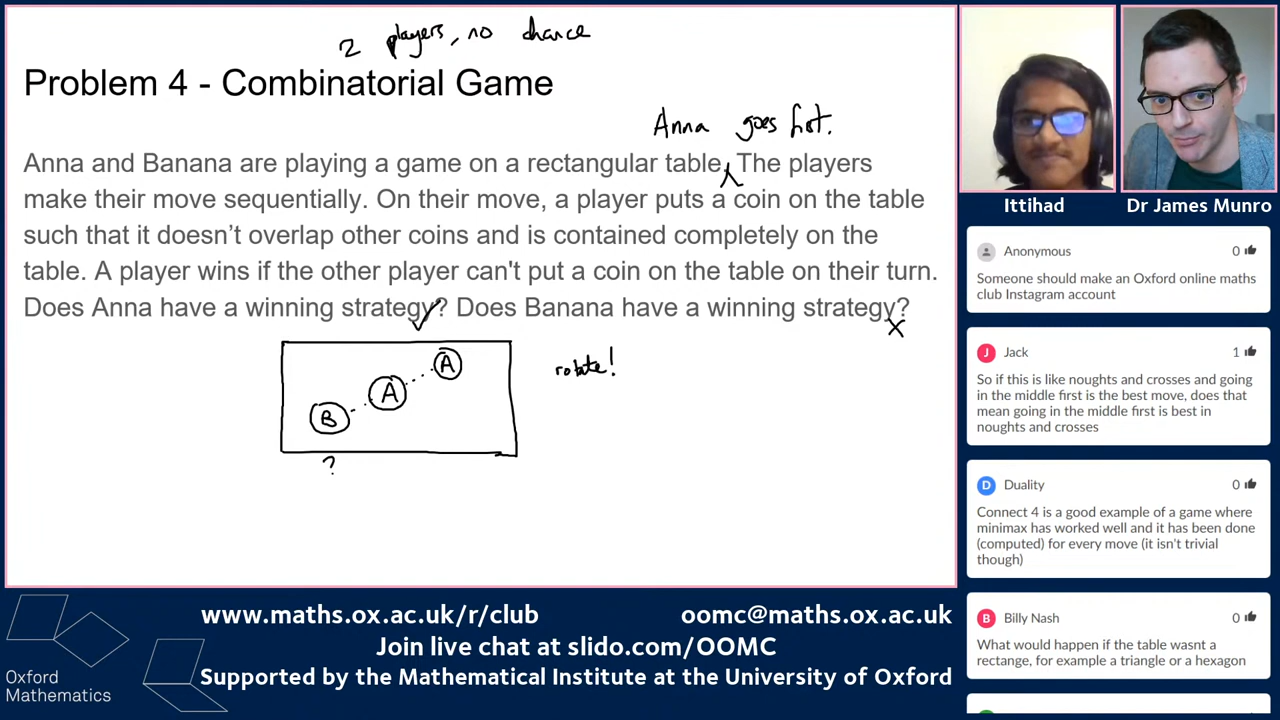 2 players, no chance
Problem 4 - Combinatorial Game
Anna goes first.
Anna and Banana are playing a game on a rectangular table. The players
make their move sequentially. On their move, a player puts a coin on the table
such that it doesn't overlap other coins and is contained completely on the
table. A player wins if the other player can't put a coin on the table on their turn.
Does Anna have a winning strategy? Does Banana have a winning strategy?
A
A
B
rotate!
?
Ittihad
Dr James Munro
Anonymous
0
Someone should make an Oxford online maths
club Instagram account
J
Jack
1
So if this is like noughts and crosses and going
in the middle first is the best move, does that
mean going in the middle first is best in
noughts and crosses
D
Duality
0
Connect 4 is a good example of a game where
minimax has worked well and it has been done
(computed) for every move (it isn't trivial
though)
B
Billy Nash
0
What would happen if the table wasnt a
rectange, for example a triangle or a hexagon
Oxford
Mathematics
www.maths.ox.ac.uk/r/club
oomc@maths.ox.ac.uk
Join live chat at slido.com/OOMC
Supported by the Mathematical Institute at the University of Oxford